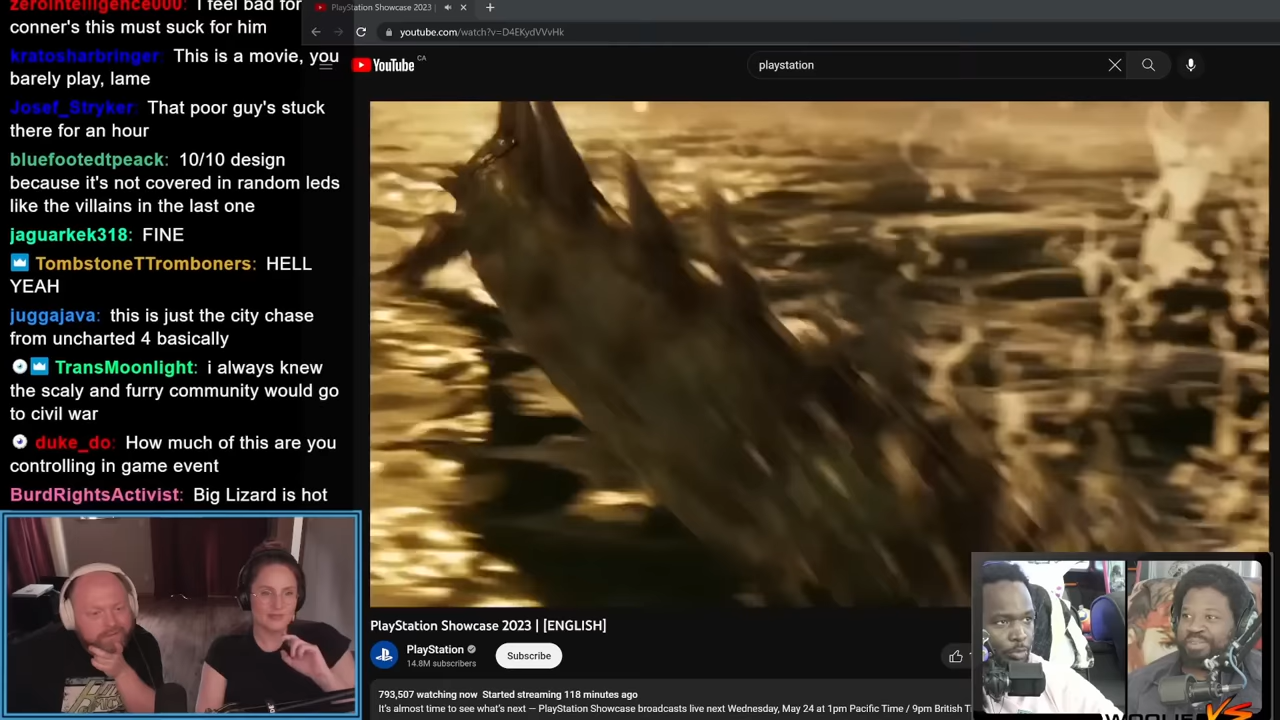 zerointelligence000: I feel bad for
conner's this must suck for him
kratosharbringer: This is a movie, you
barely play, lame
Josef_Stryker: That poor guy's stuck
there for an hour
bluefootedtpeack: 10/10 design
because it's not covered in random leds
like the villains in the last one
jaguarkek318: FINE
TombstoneTTromboners: HELL
YEAH
juggajava: this is just the city chase
from uncharted 4 basically
TransMoonlight: i always knew
the scaly and furry community would go
to civil war
duke_do: How much of this are you
controlling in game event
BurdRightsActivist: Big Lizard is hot
PlayStation Showcase 2023 |
youtube.com/watch?v=D4EKydVVvHk
YouTube CA
playstation
PlayStation Showcase 2023 | [ENGLISH]
PlayStation
14.8M subscribers
Subscribe
793,507 watching now Started streaming 118 minutes ago
It's almost time to see what's next — PlayStation Showcase broadcasts live next Wednesday, May 24 at 1pm Pacific Time / 9pm British T
VS